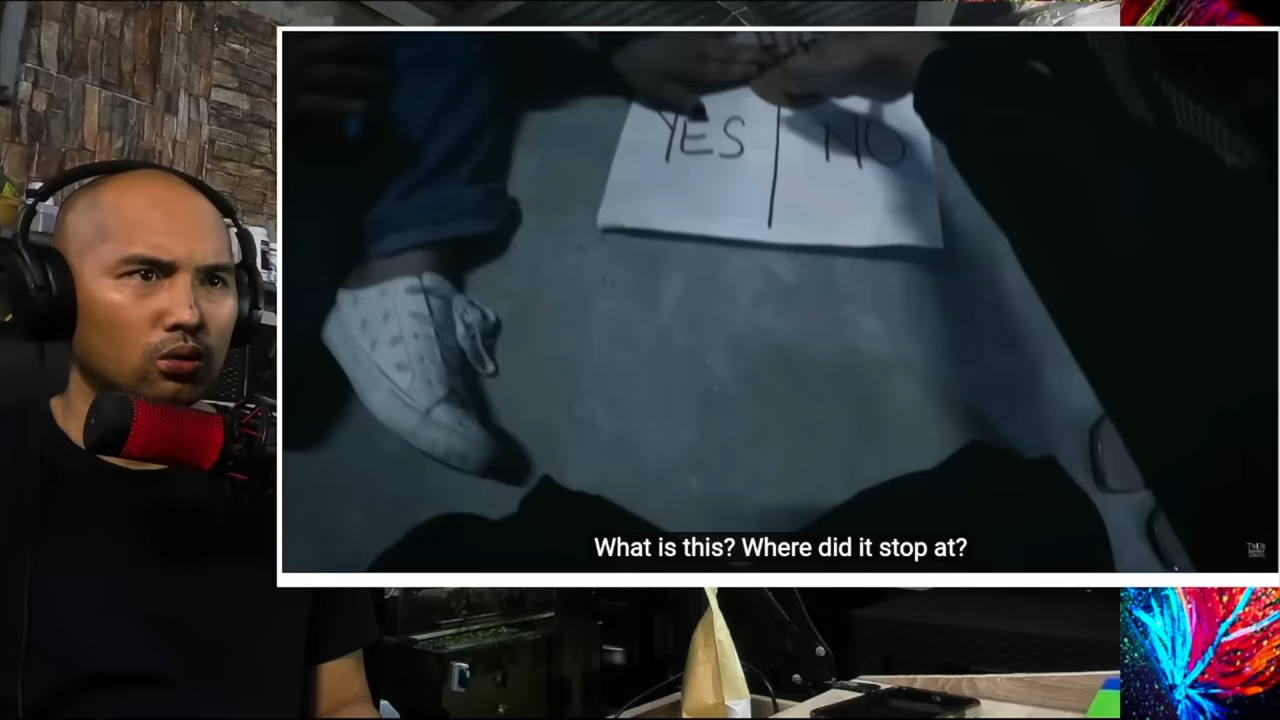 YES NO
What is this? Where did it stop at?